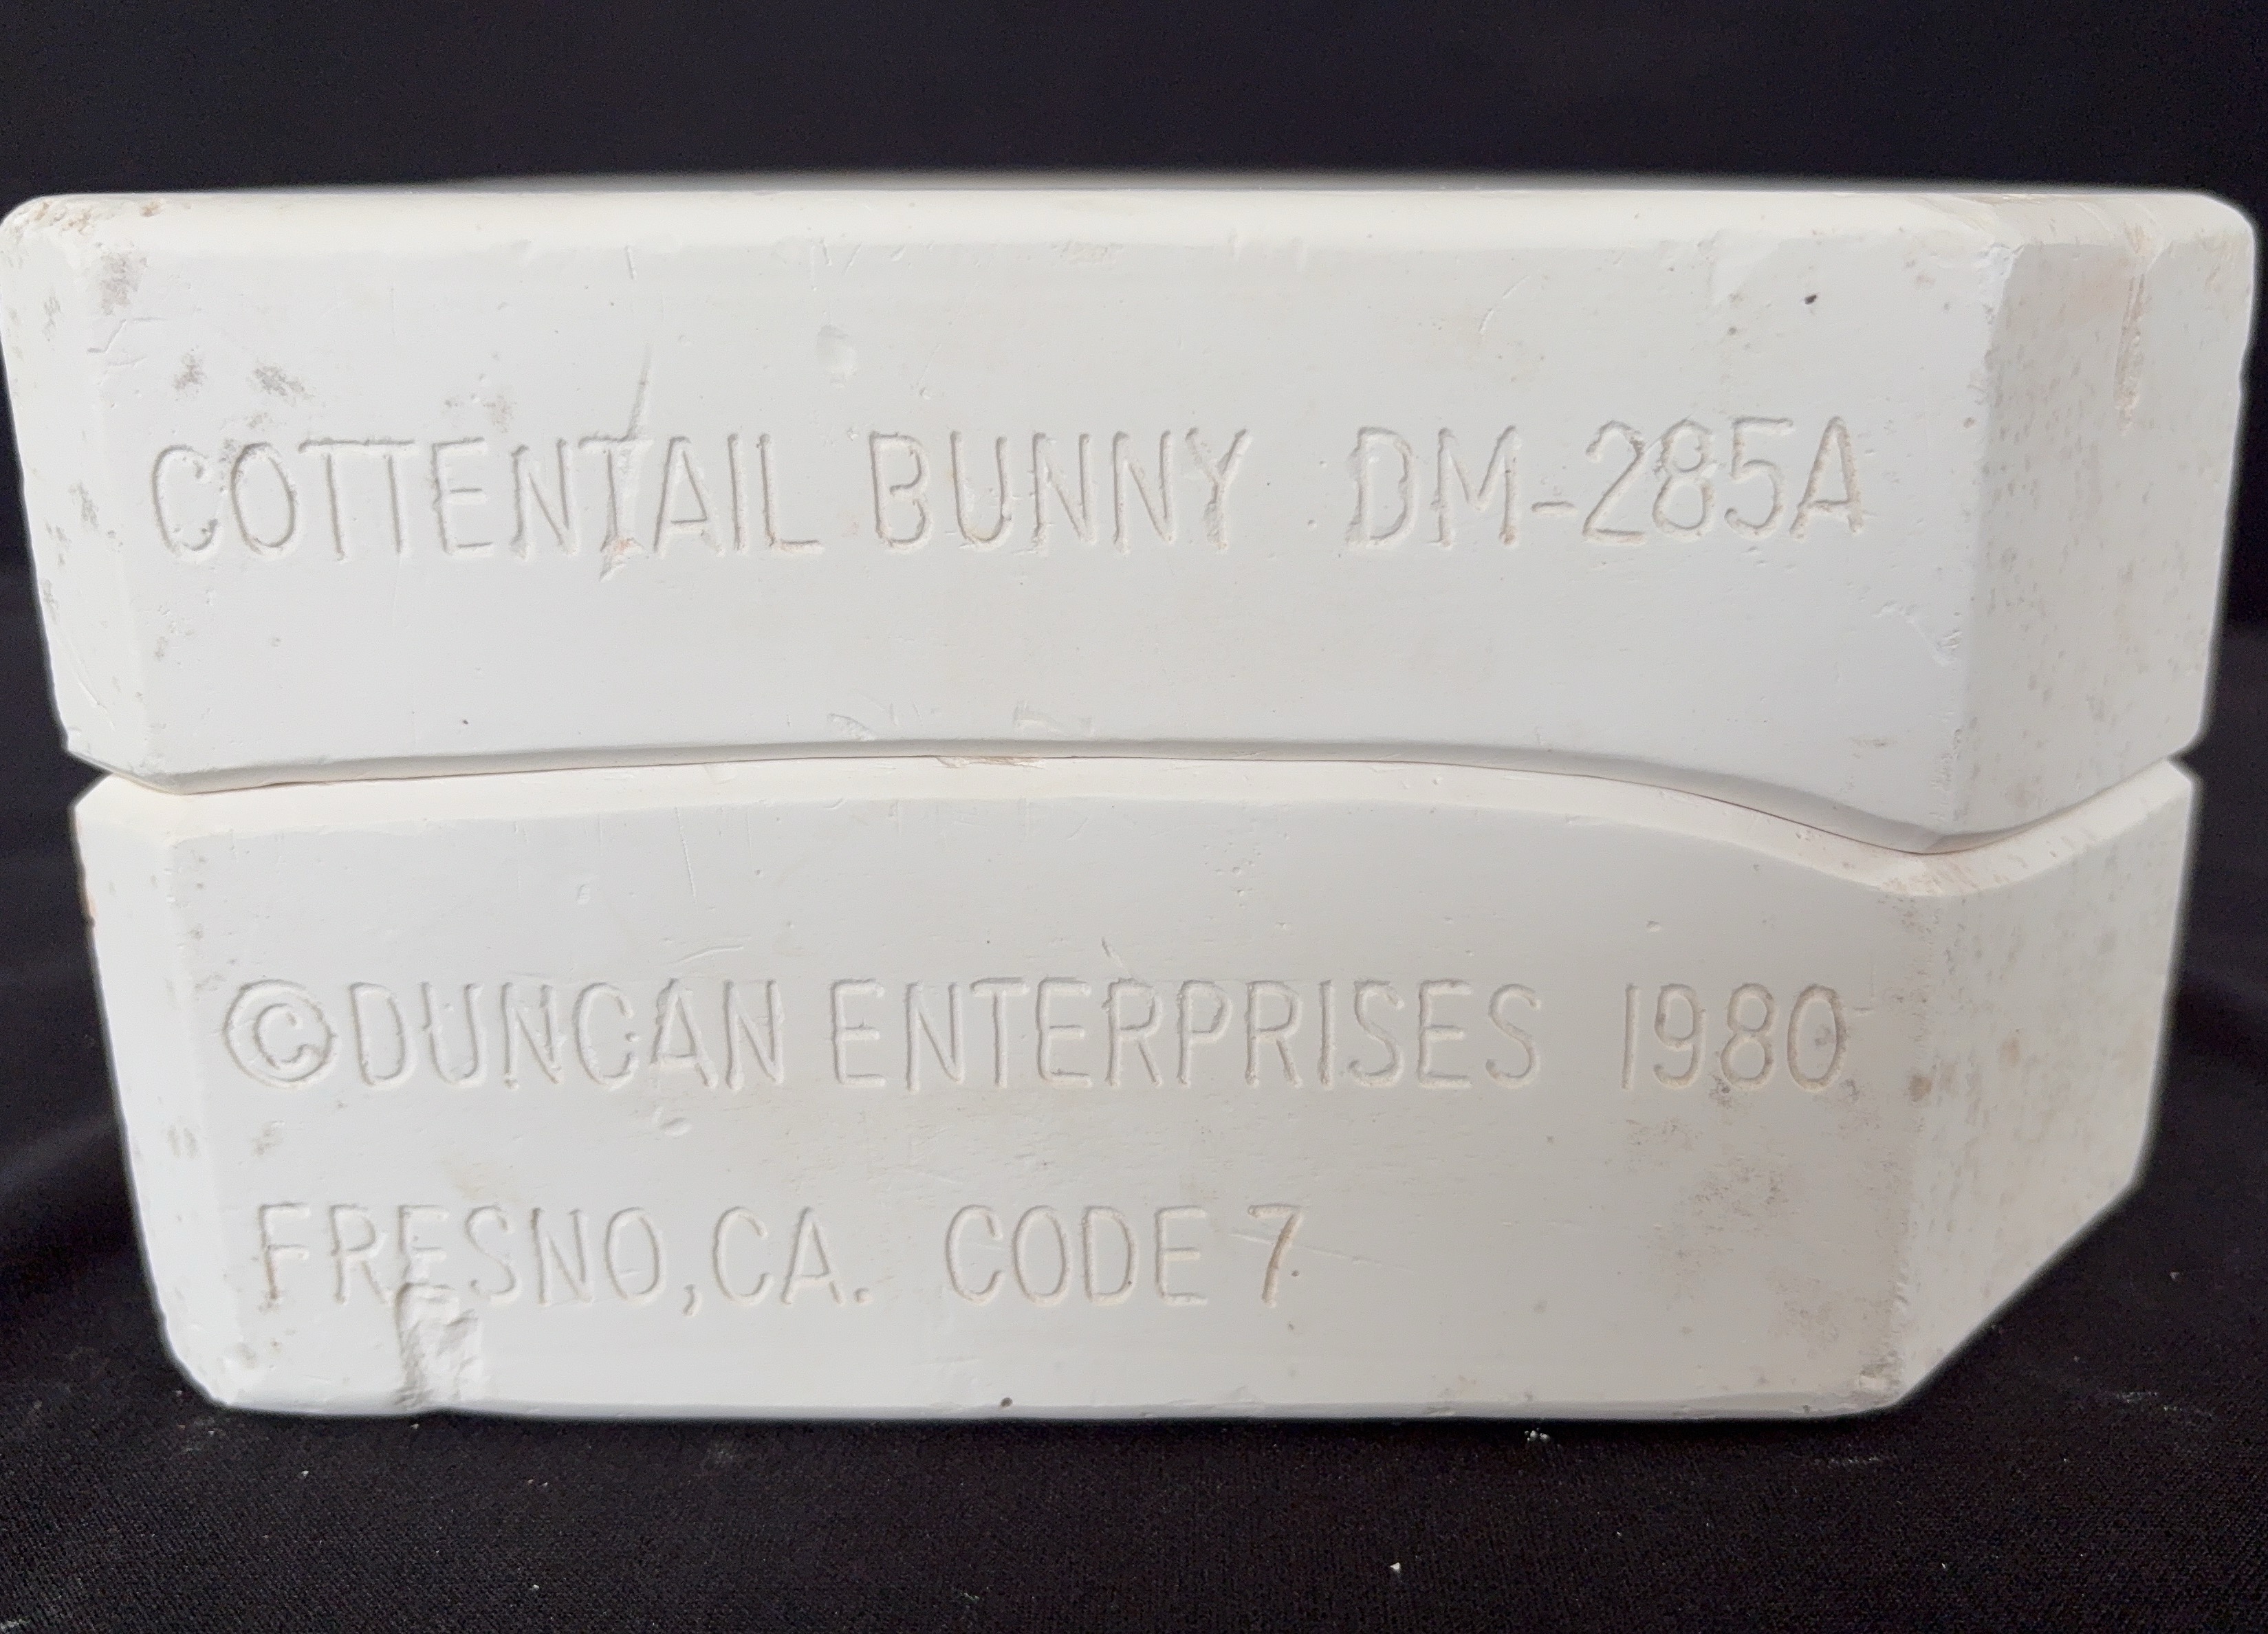 COTTENTAIL BUNNY DM-285A
©DUNCAN ENTERPRISES 1980
FRESNO, CA. CODE 7